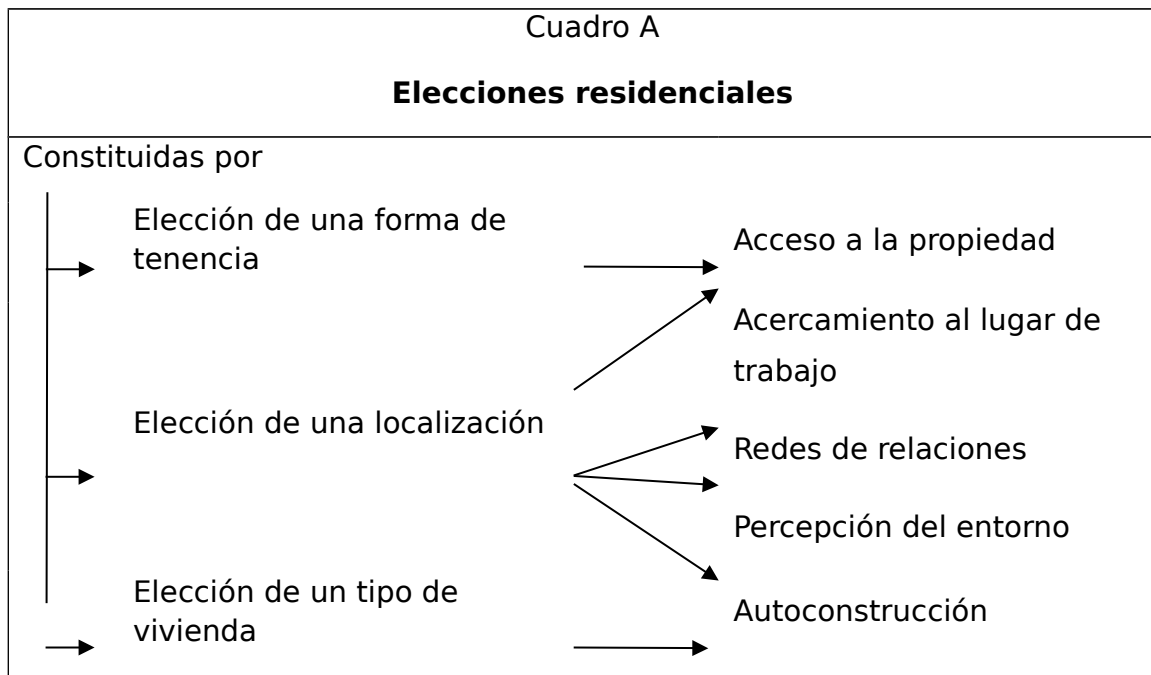 Cuadro A
Elecciones residenciales
Constituidas por
Elección de una forma de
tenencia
Acceso a la propiedad
Acercamiento al lugar de
trabajo
Elección de una localización
Redes de relaciones
Percepción del entorno
Elección de un tipo de
vivienda
Autoconstrucción